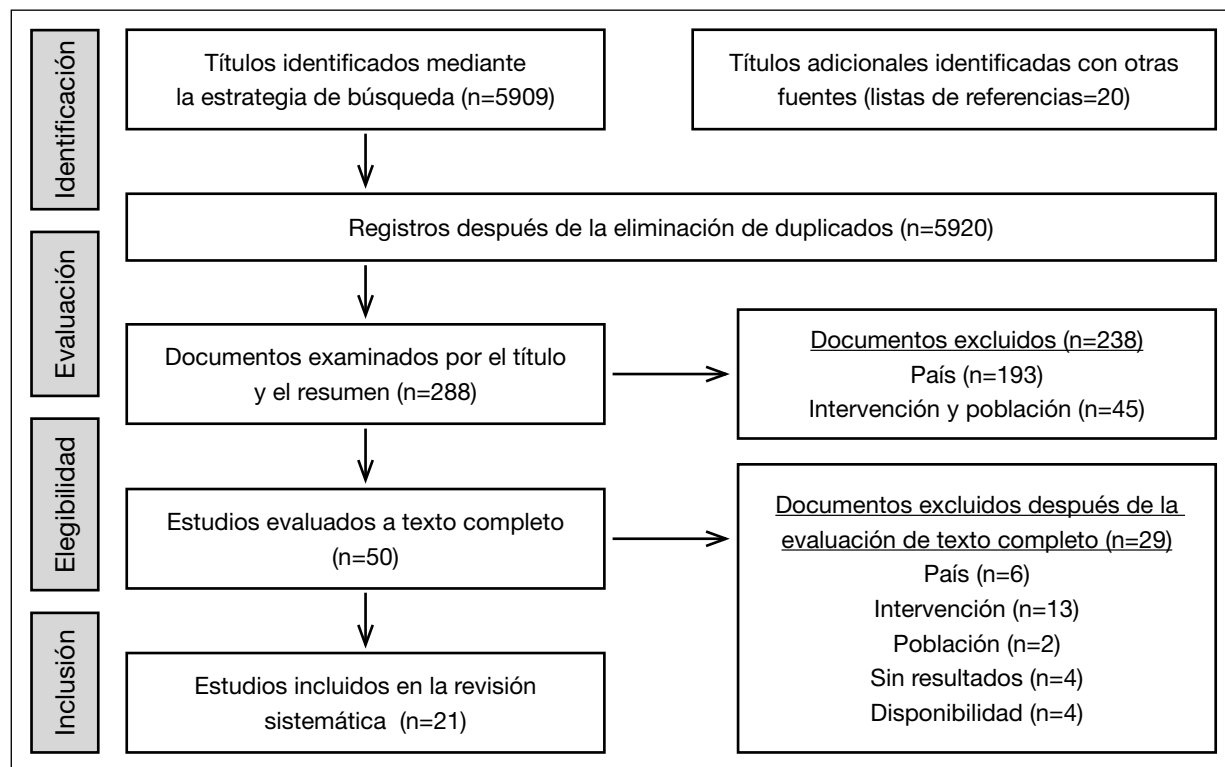 Identificación
Títulos identificados mediante
la estrategia de búsqueda (n=5909)
Títulos adicionales identificadas con otras
fuentes (listas de referencias=20)
Registros después de la eliminación de duplicados (n=5920)
Evaluación
Documentos examinados por el título
y el resumen (n=288)
Documentos excluidos (n=238)
País (n=193)
Intervención y población (n=45)
Elegibilidad
Estudios evaluados a texto completo
(n=50)
Documentos excluidos después de la
evaluación de texto completo (n=29)
País (n=6)
Intervención (n=13)
Población (n=2)
Sin resultados (n=4)
Disponibilidad (n=4)
Inclusión
Estudios incluidos en la revisión
sistemática (n=21)